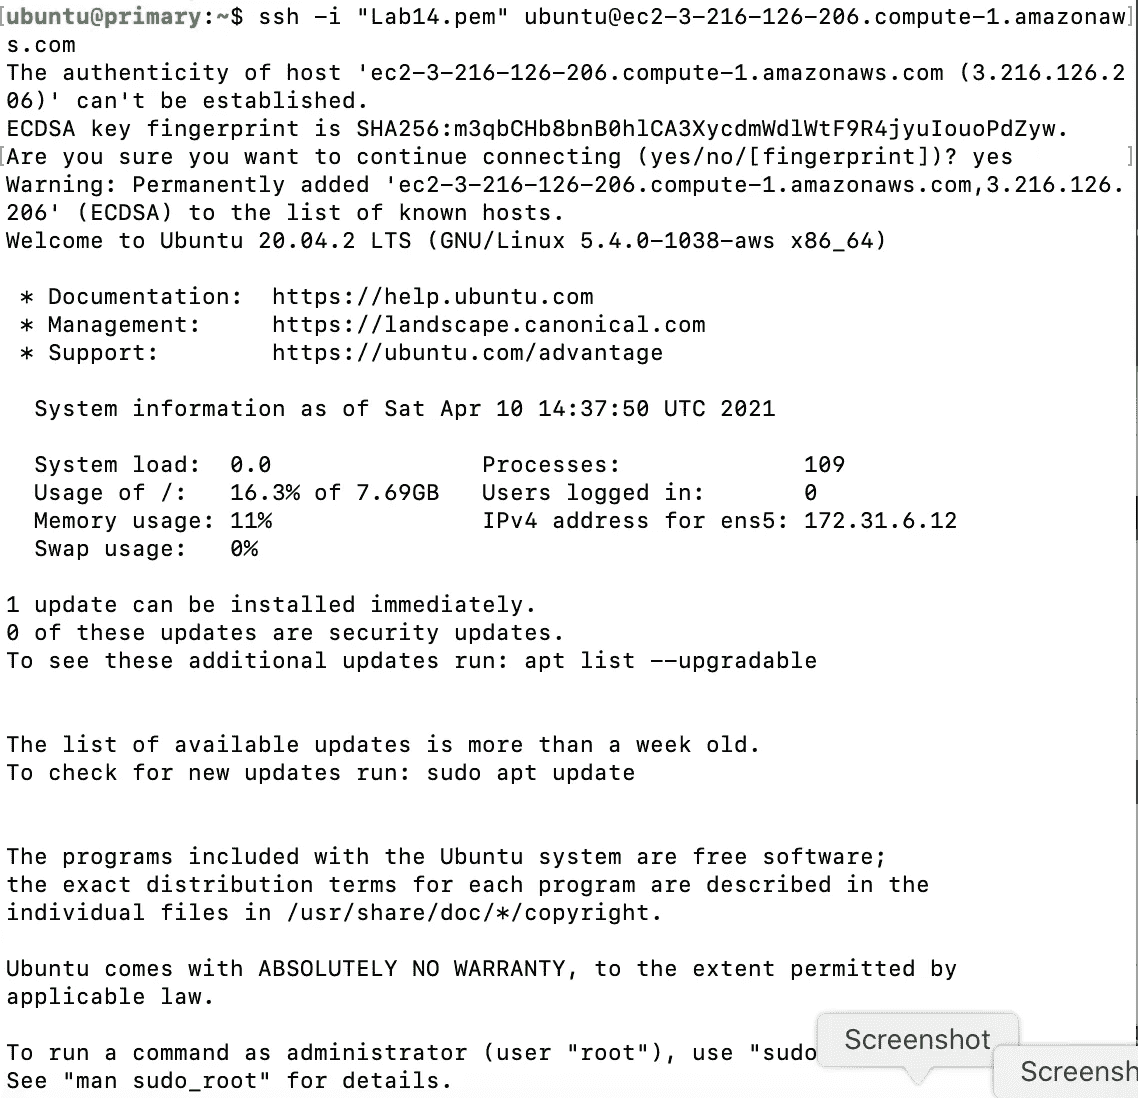 [ubuntu@primary:~$ ssh -i "Lab14.pem" ubuntu@ec2-3-216-126-206.compute-1.amazonaw]
s.com
The authenticity of host 'ec2-3-216-126-206.compute-1.amazonaws.com (3.216.126.2
06)' can't be established.
ECDSA key fingerprint is SHA256:m3qbCHb8bnB0hlCA3XycdmWdlWtF9R4jyuIouoPdZyw.
[Are you sure you want to continue connecting (yes/no/[fingerprint])? yes ]
Warning: Permanently added 'ec2-3-216-126-206.compute-1.amazonaws.com,3.216.126.
206' (ECDSA) to the list of known hosts.
Welcome to Ubuntu 20.04.2 LTS (GNU/Linux 5.4.0-1038-aws x86_64)
* Documentation: https://help.ubuntu.com
* Management: https://landscape.canonical.com
* Support: https://ubuntu.com/advantage
System information as of Sat Apr 10 14:37:50 UTC 2021
System load: 0.0 Processes: 109
Usage of /: 16.3% of 7.69GB Users logged in: 0
Memory usage: 11% IPv4 address for ens5: 172.31.6.12
Swap usage: 0%
1 update can be installed immediately.
0 of these updates are security updates.
To see these additional updates run: apt list --upgradable
The list of available updates is more than a week old.
To check for new updates run: sudo apt update
The programs included with the Ubuntu system are free software;
the exact distribution terms for each program are described in the
individual files in /usr/share/doc/*/copyright.
Ubuntu comes with ABSOLUTELY NO WARRANTY, to the extent permitted by
applicable law.
To run a command as administrator (user "root"), use "sudo
See "man sudo_root" for details.
Screenshot
Screensh